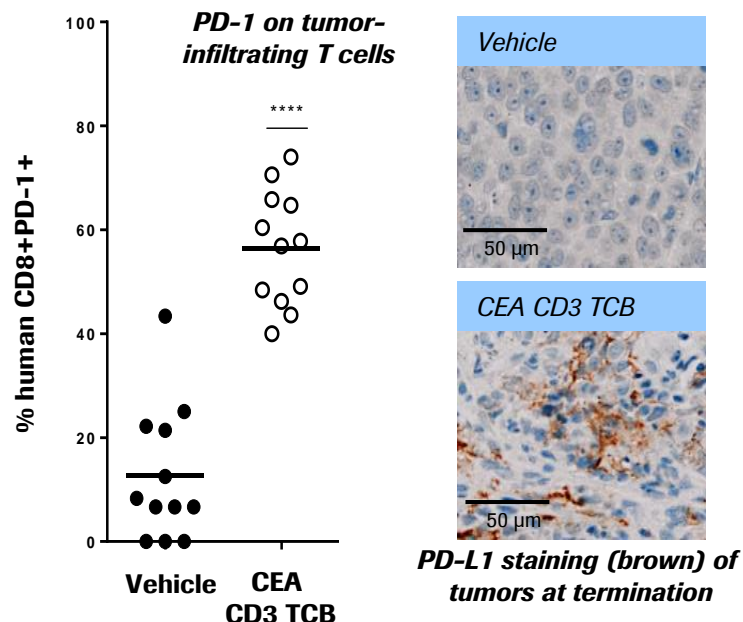 PD-1 on tumor-
infiltrating T cells
% human CD8+PD-1+
100
80
60
40
20
0
****
Vehicle
CEA
CD3 TCB
Vehicle
50 µm
CEA CD3 TCB
50 µm
PD-L1 staining (brown) of
tumors at termination